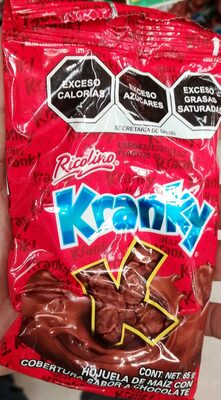 EXCESO
CALORÍAS
EXCESO
AZÚCARES
EXCESO
GRASAS
SATURADAS
SECRETARÍA DE SALUD
Ricolino
Kranky
K
CONT. NET. 65 g
HOJUELA DE MAÍZ CON
COBERTURA SABOR A CHOCOLATE